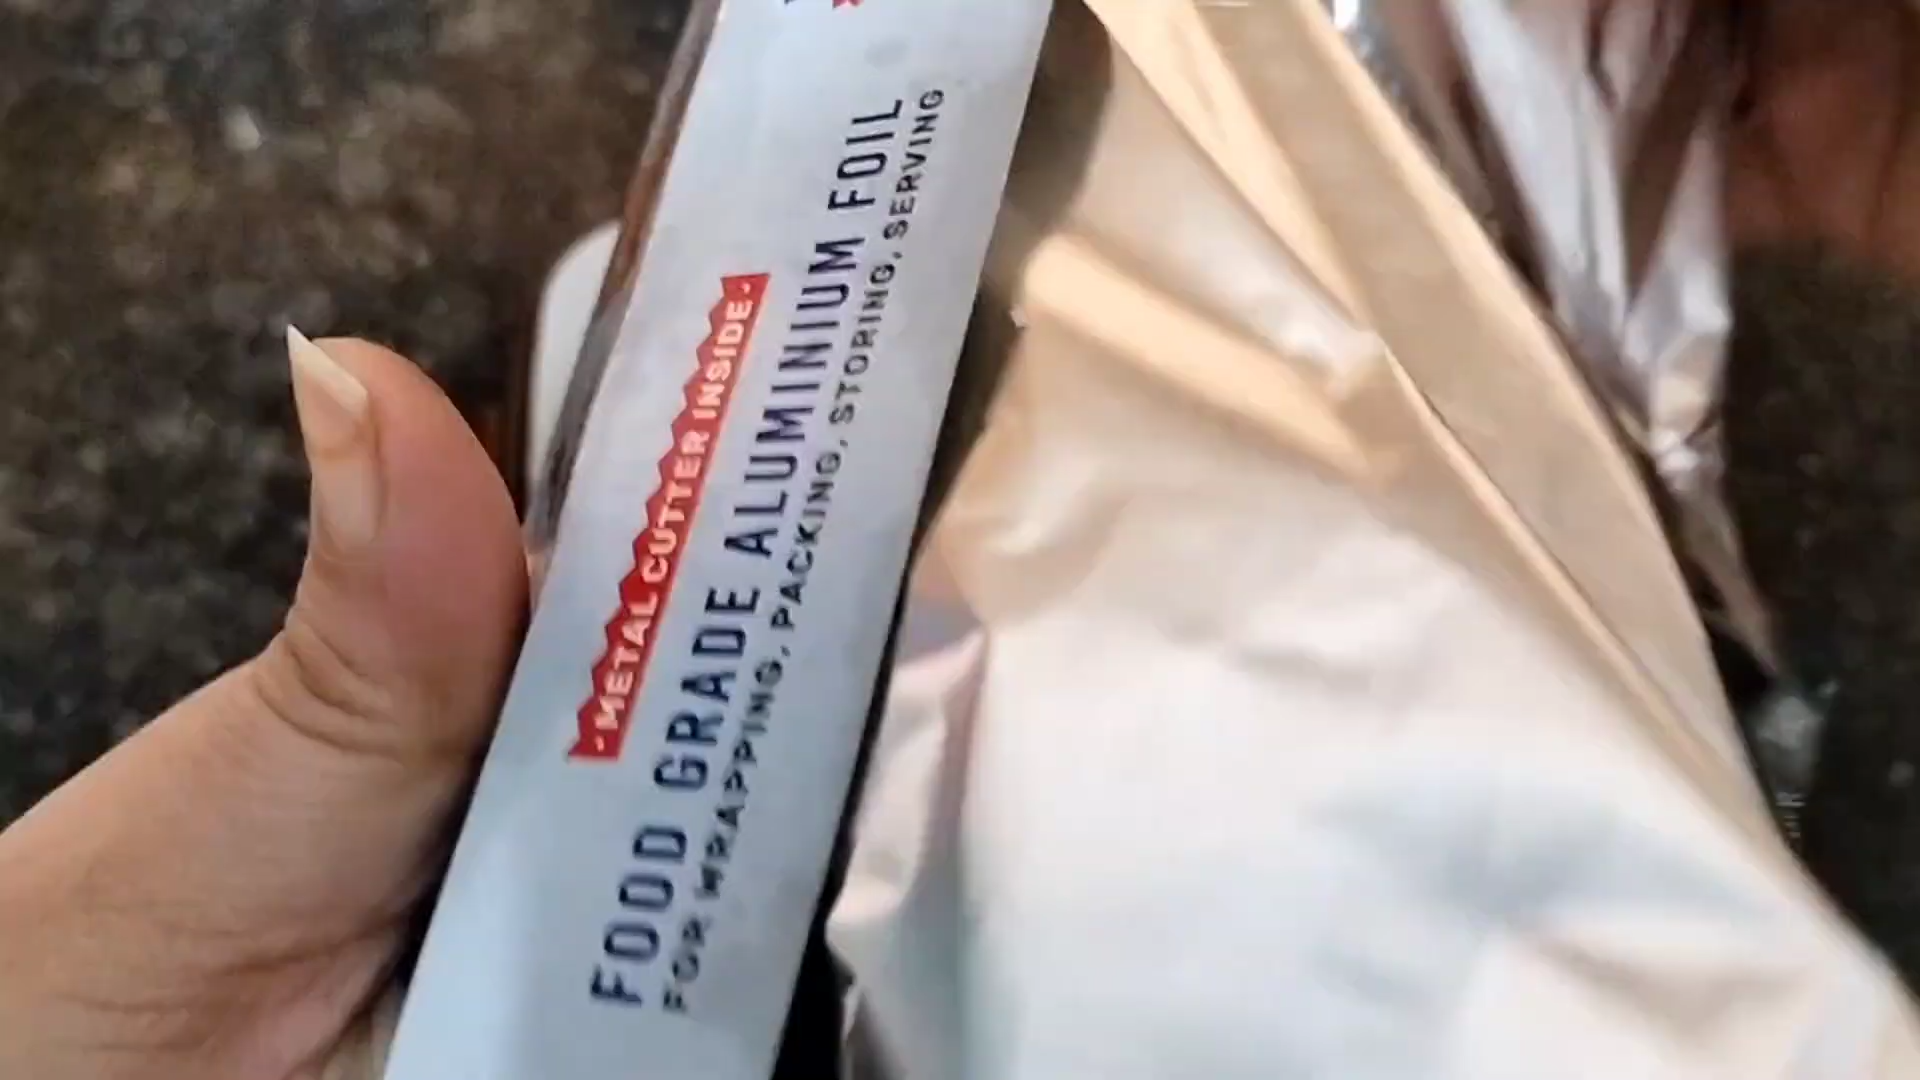 - METAL CUTTER INSIDE -
FOOD GRADE ALUMINIUM FOIL
FOR WRAPPING, PACKING, STORING, SERVING